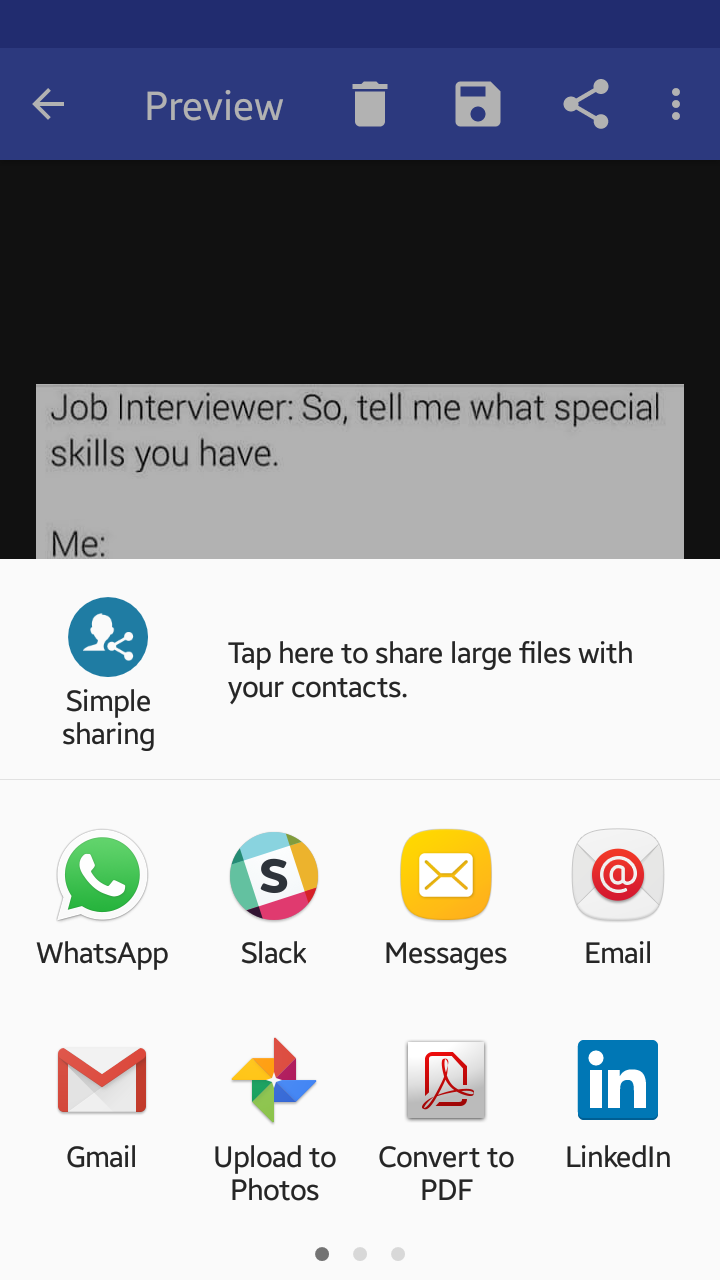 Preview
Job Interviewer: So, tell me what special
skills you have.
Me:
Simple
sharing
Tap here to share large files with
your contacts.
S
@
in
WhatsApp
Slack
Messages
Email
Gmail
Upload to
Photos
Convert to
PDF
LinkedIn